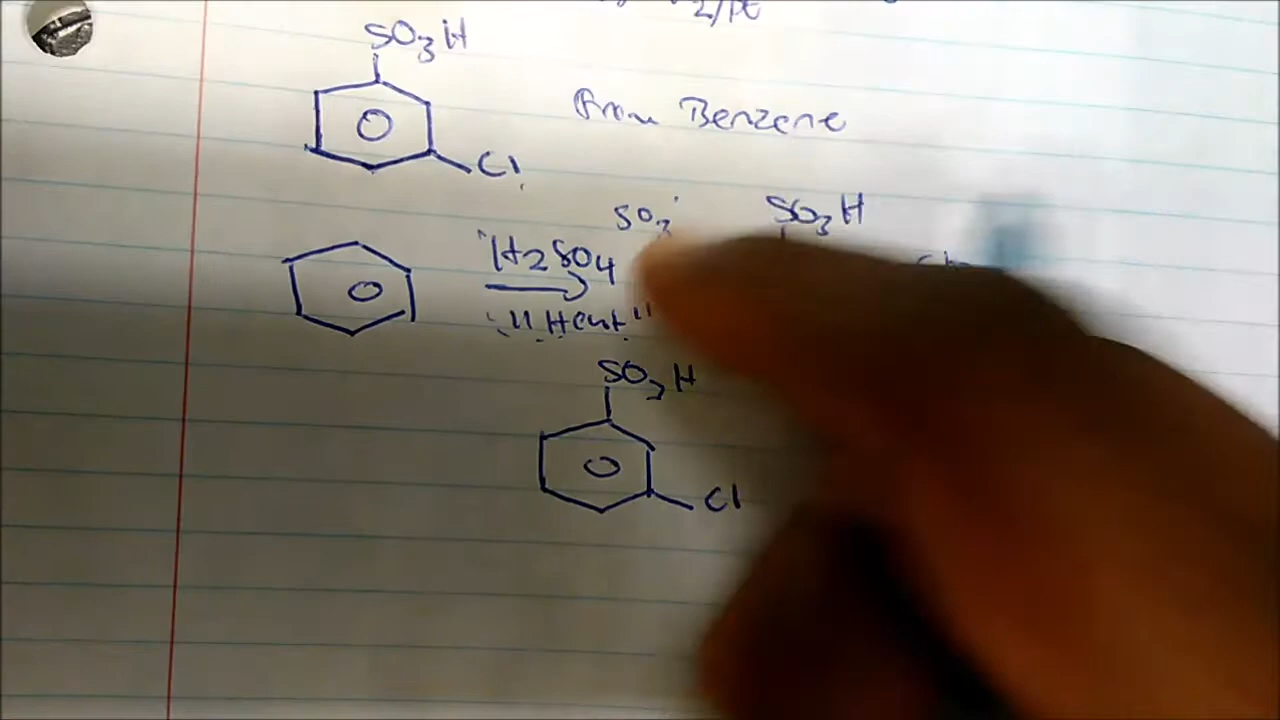 SO3H
From Benzene
Cl
SO3
SO3H
H2SO4
"Heat"
SO3H
Cl